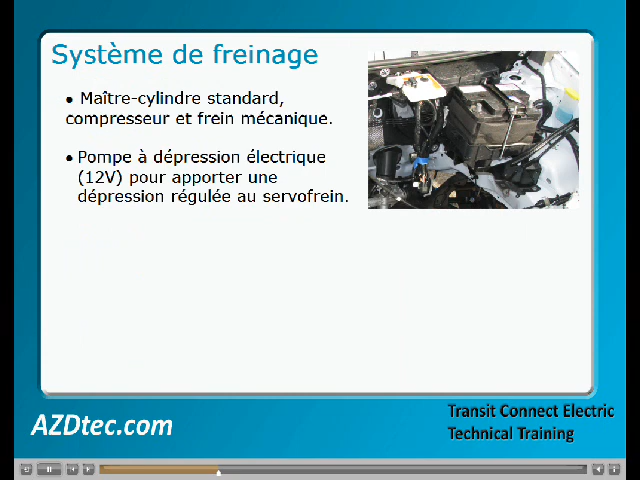 Système de freinage
• Maître-cylindre standard,
compresseur et frein mécanique.
• Pompe à dépression électrique
(12V) pour apporter une
dépression régulée au servofrein.
AZDtec.com
Transit Connect Electric
Technical Training